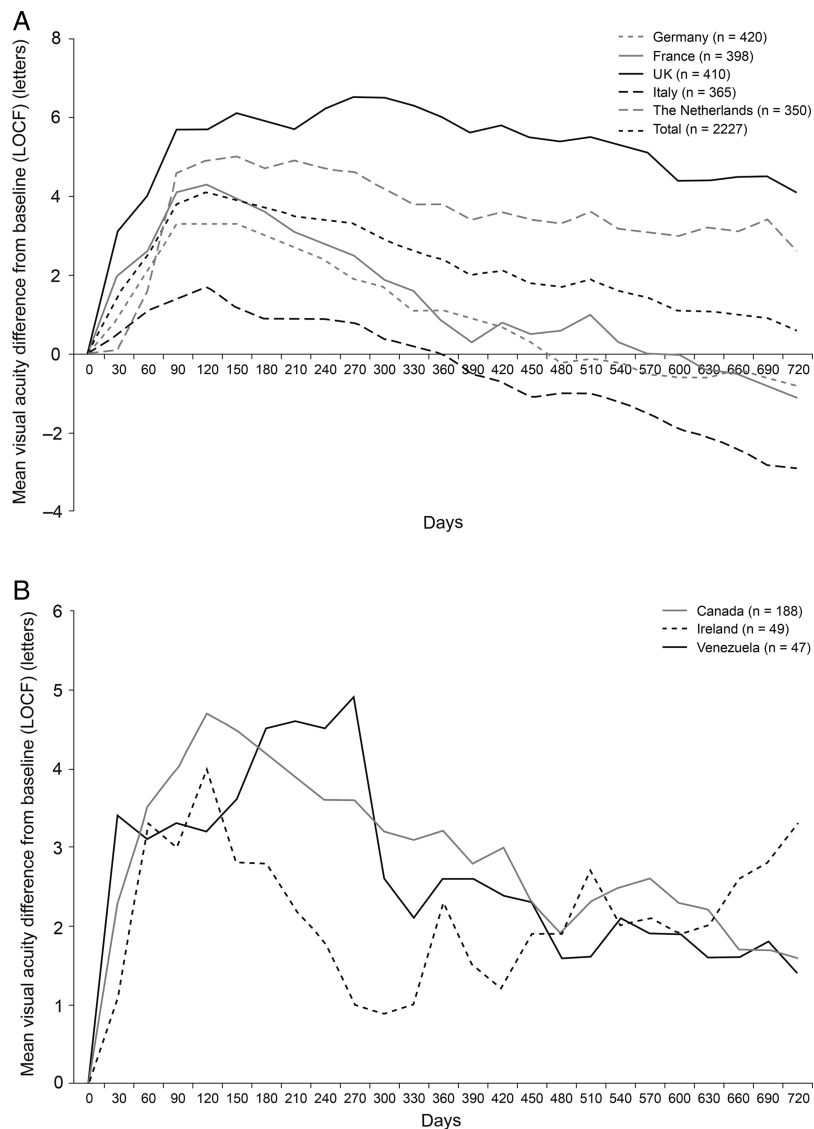 A
Mean visual acuity difference from baseline (LOCF) (letters)
8
6
4
2
0
–2
–4
Germany (n = 420)
France (n = 398)
UK (n = 410)
Italy (n = 365)
The Netherlands (n = 350)
Total (n = 2227)
0 30 60 90 120 150 180 210 240 270 300 330 360 390 420 450 480 510 540 570 600 630 660 690 720
Days
B
Mean visual acuity difference from baseline (LOCF) (letters)
6
5
4
3
2
1
0
Canada (n = 188)
Ireland (n = 49)
Venezuela (n = 47)
0 30 60 90 120 150 180 210 240 270 300 330 360 390 420 450 480 510 540 570 600 630 660 690 720
Days